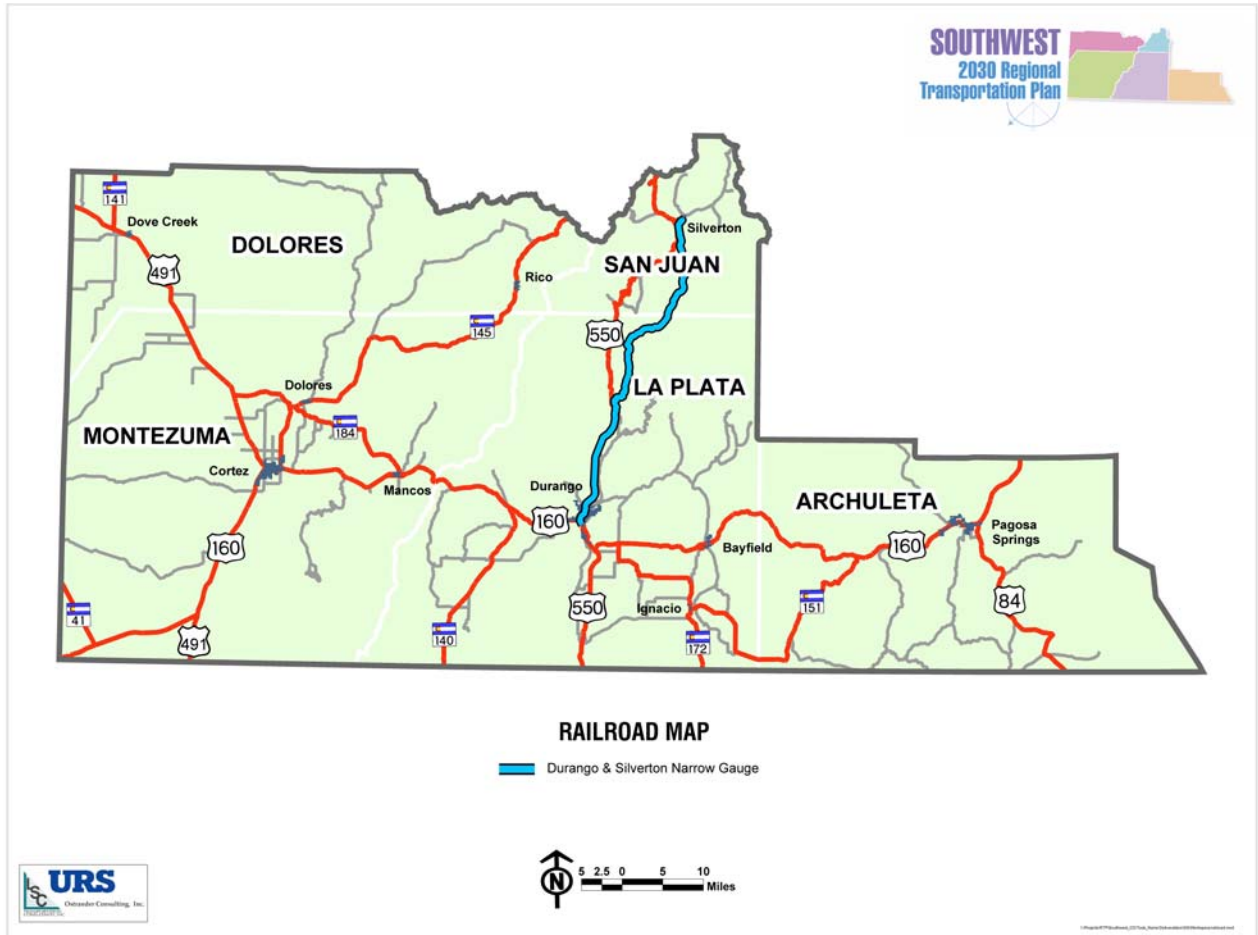 SOUTHWEST
2030 Regional
Transportation Plan
141
Dove Creek
DOLORES
491
Silverton
SAN JUAN
Rico
145
550
LA PLATA
Dolores
184
MONTEZUMA
Cortez
Mancos
Durango
160
ARCHULETA
Pagosa
Springs
160
Bayfield
160
41
491
140
550
Ignacio
172
151
84
RAILROAD MAP
Durango & Silverton Narrow Gauge
N
5 2.5 0 5 10
Miles
LSC
URS
Ostrander Consulting, Inc.